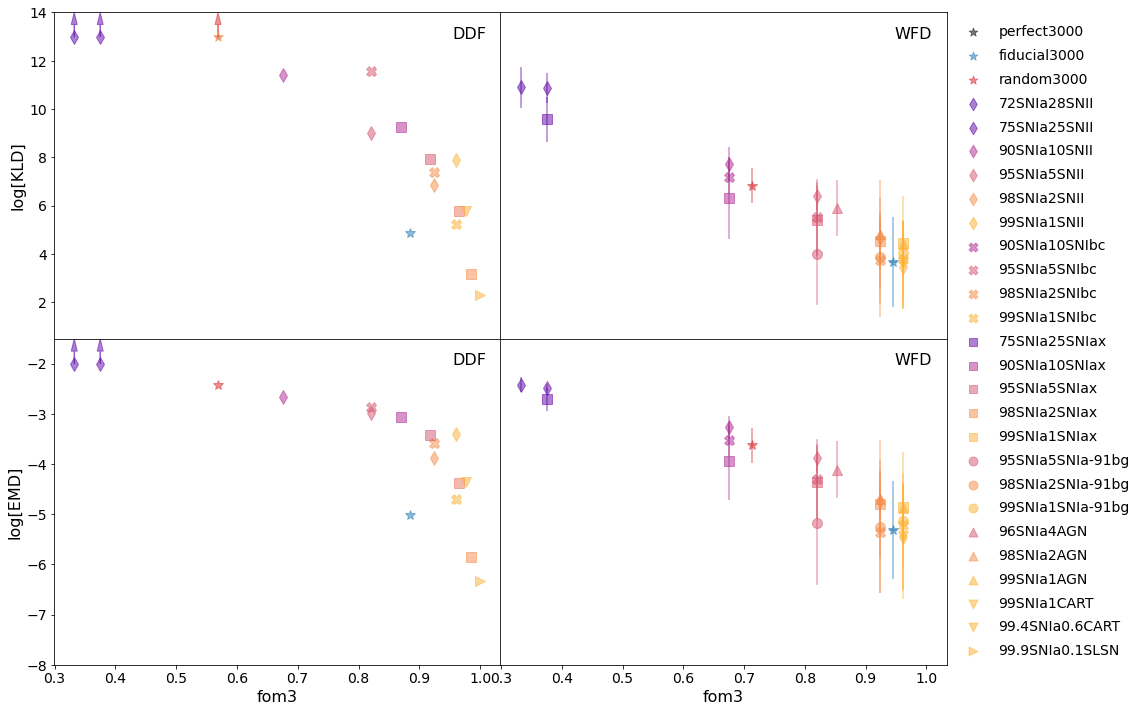 14
12
10
8
6
4
2
log[KLD]
DDF
WFD
−2
−3
−4
−5
−6
−7
−8
log[EMD]
DDF
WFD
0.3 0.4 0.5 0.6 0.7 0.8 0.9 1.0
fom3
0.3 0.4 0.5 0.6 0.7 0.8 0.9 1.0
fom3
perfect3000
fiducial3000
random3000
72SNIa28SNII
75SNIa25SNII
90SNIa10SNII
95SNIa5SNII
98SNIa2SNII
99SNIa1SNII
90SNIa10SNIbc
95SNIa5SNIbc
98SNIa2SNIbc
99SNIa1SNIbc
75SNIa25SNIax
90SNIa10SNIax
95SNIa5SNIax
98SNIa2SNIax
99SNIa1SNIax
95SNIa5SNIa-91bg
98SNIa2SNIa-91bg
99SNIa1SNIa-91bg
96SNIa4AGN
98SNIa2AGN
99SNIa1AGN
99SNIa1CART
99.4SNIa0.6CART
99.9SNIa0.1SLSN